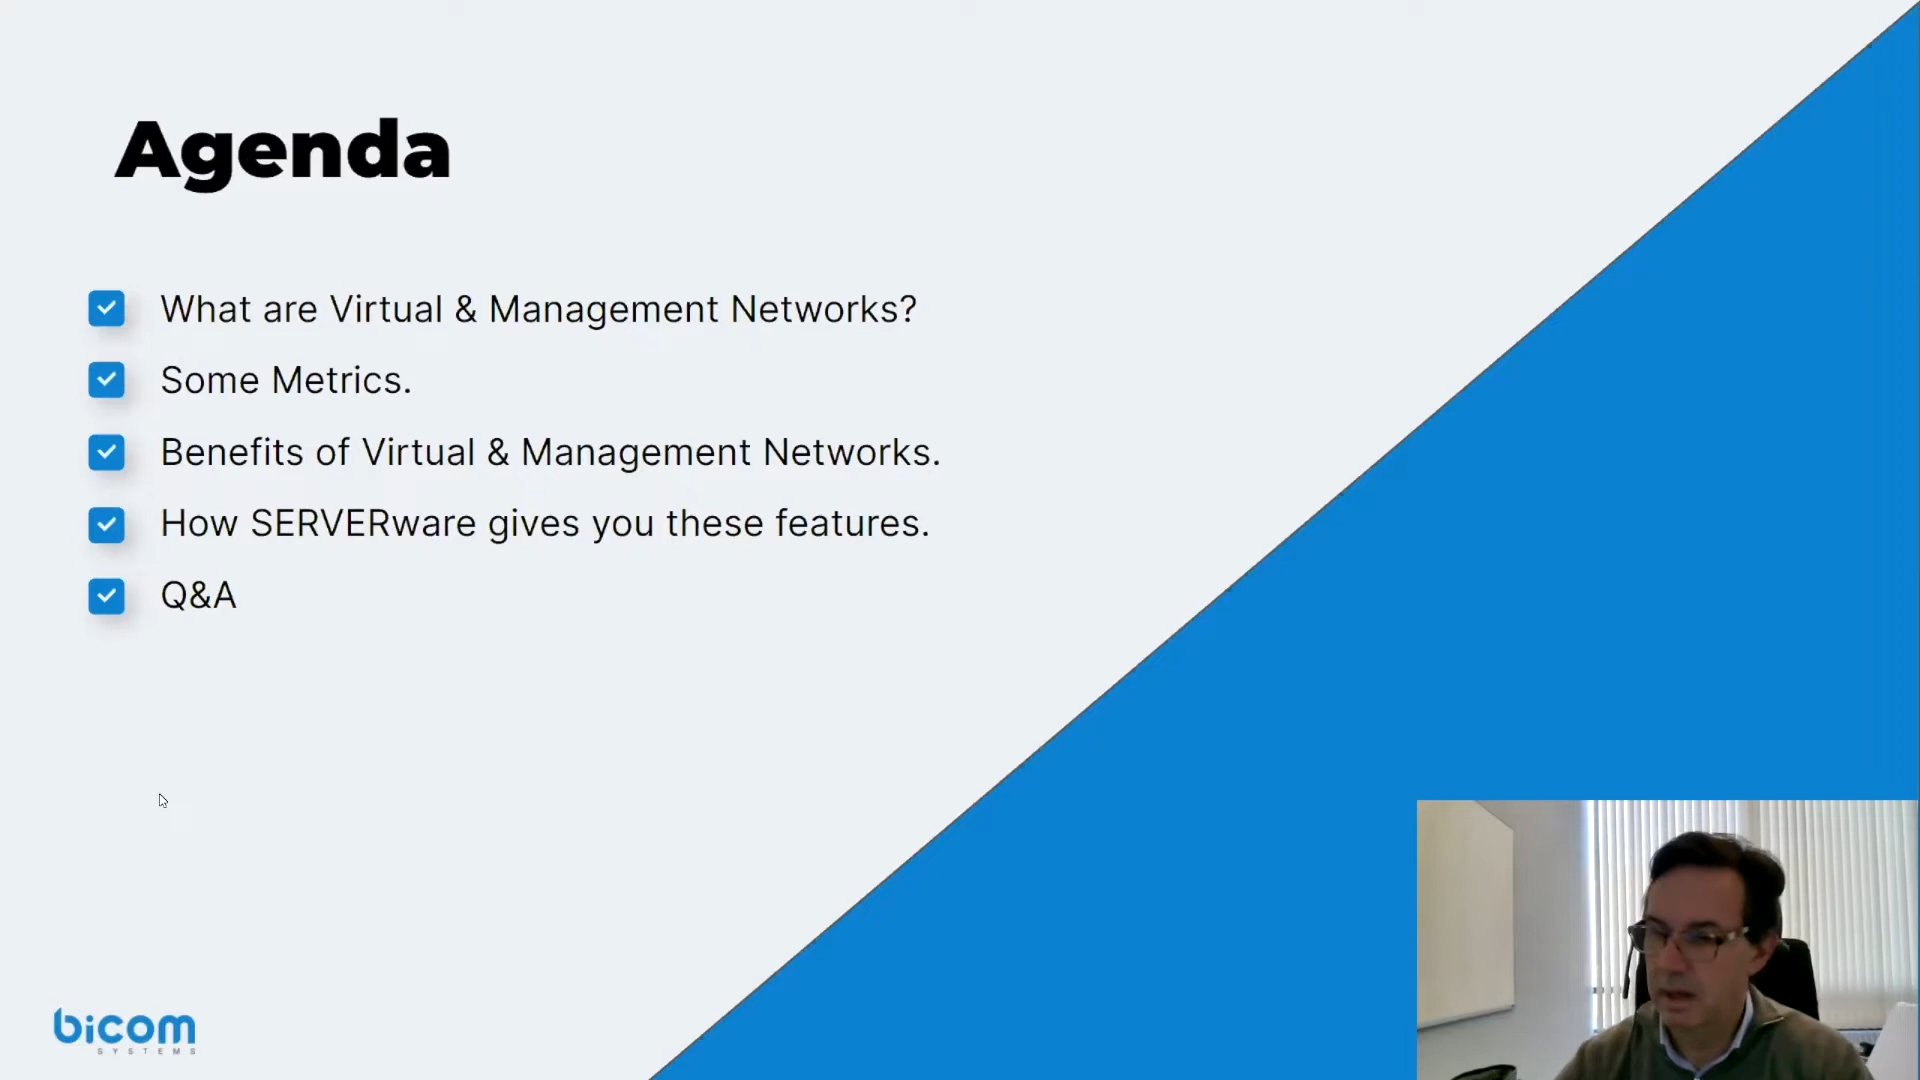 Agenda
What are Virtual & Management Networks?
Some Metrics.
Benefits of Virtual & Management Networks.
How SERVERware gives you these features.
Q&A
bicom
SYSTEMS